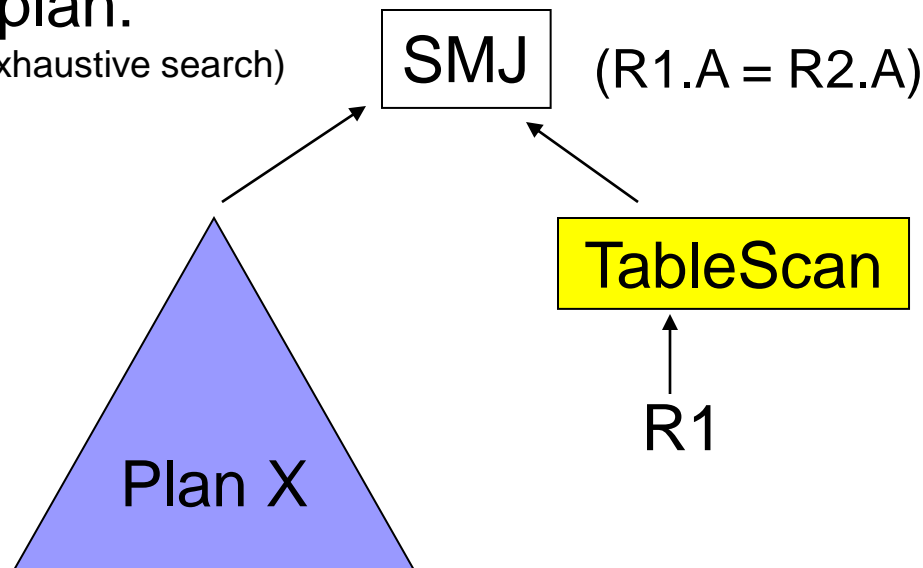 plan.
xhaustive search)
SMJ (R1.A = R2.A)
TableScan
R1
Plan X